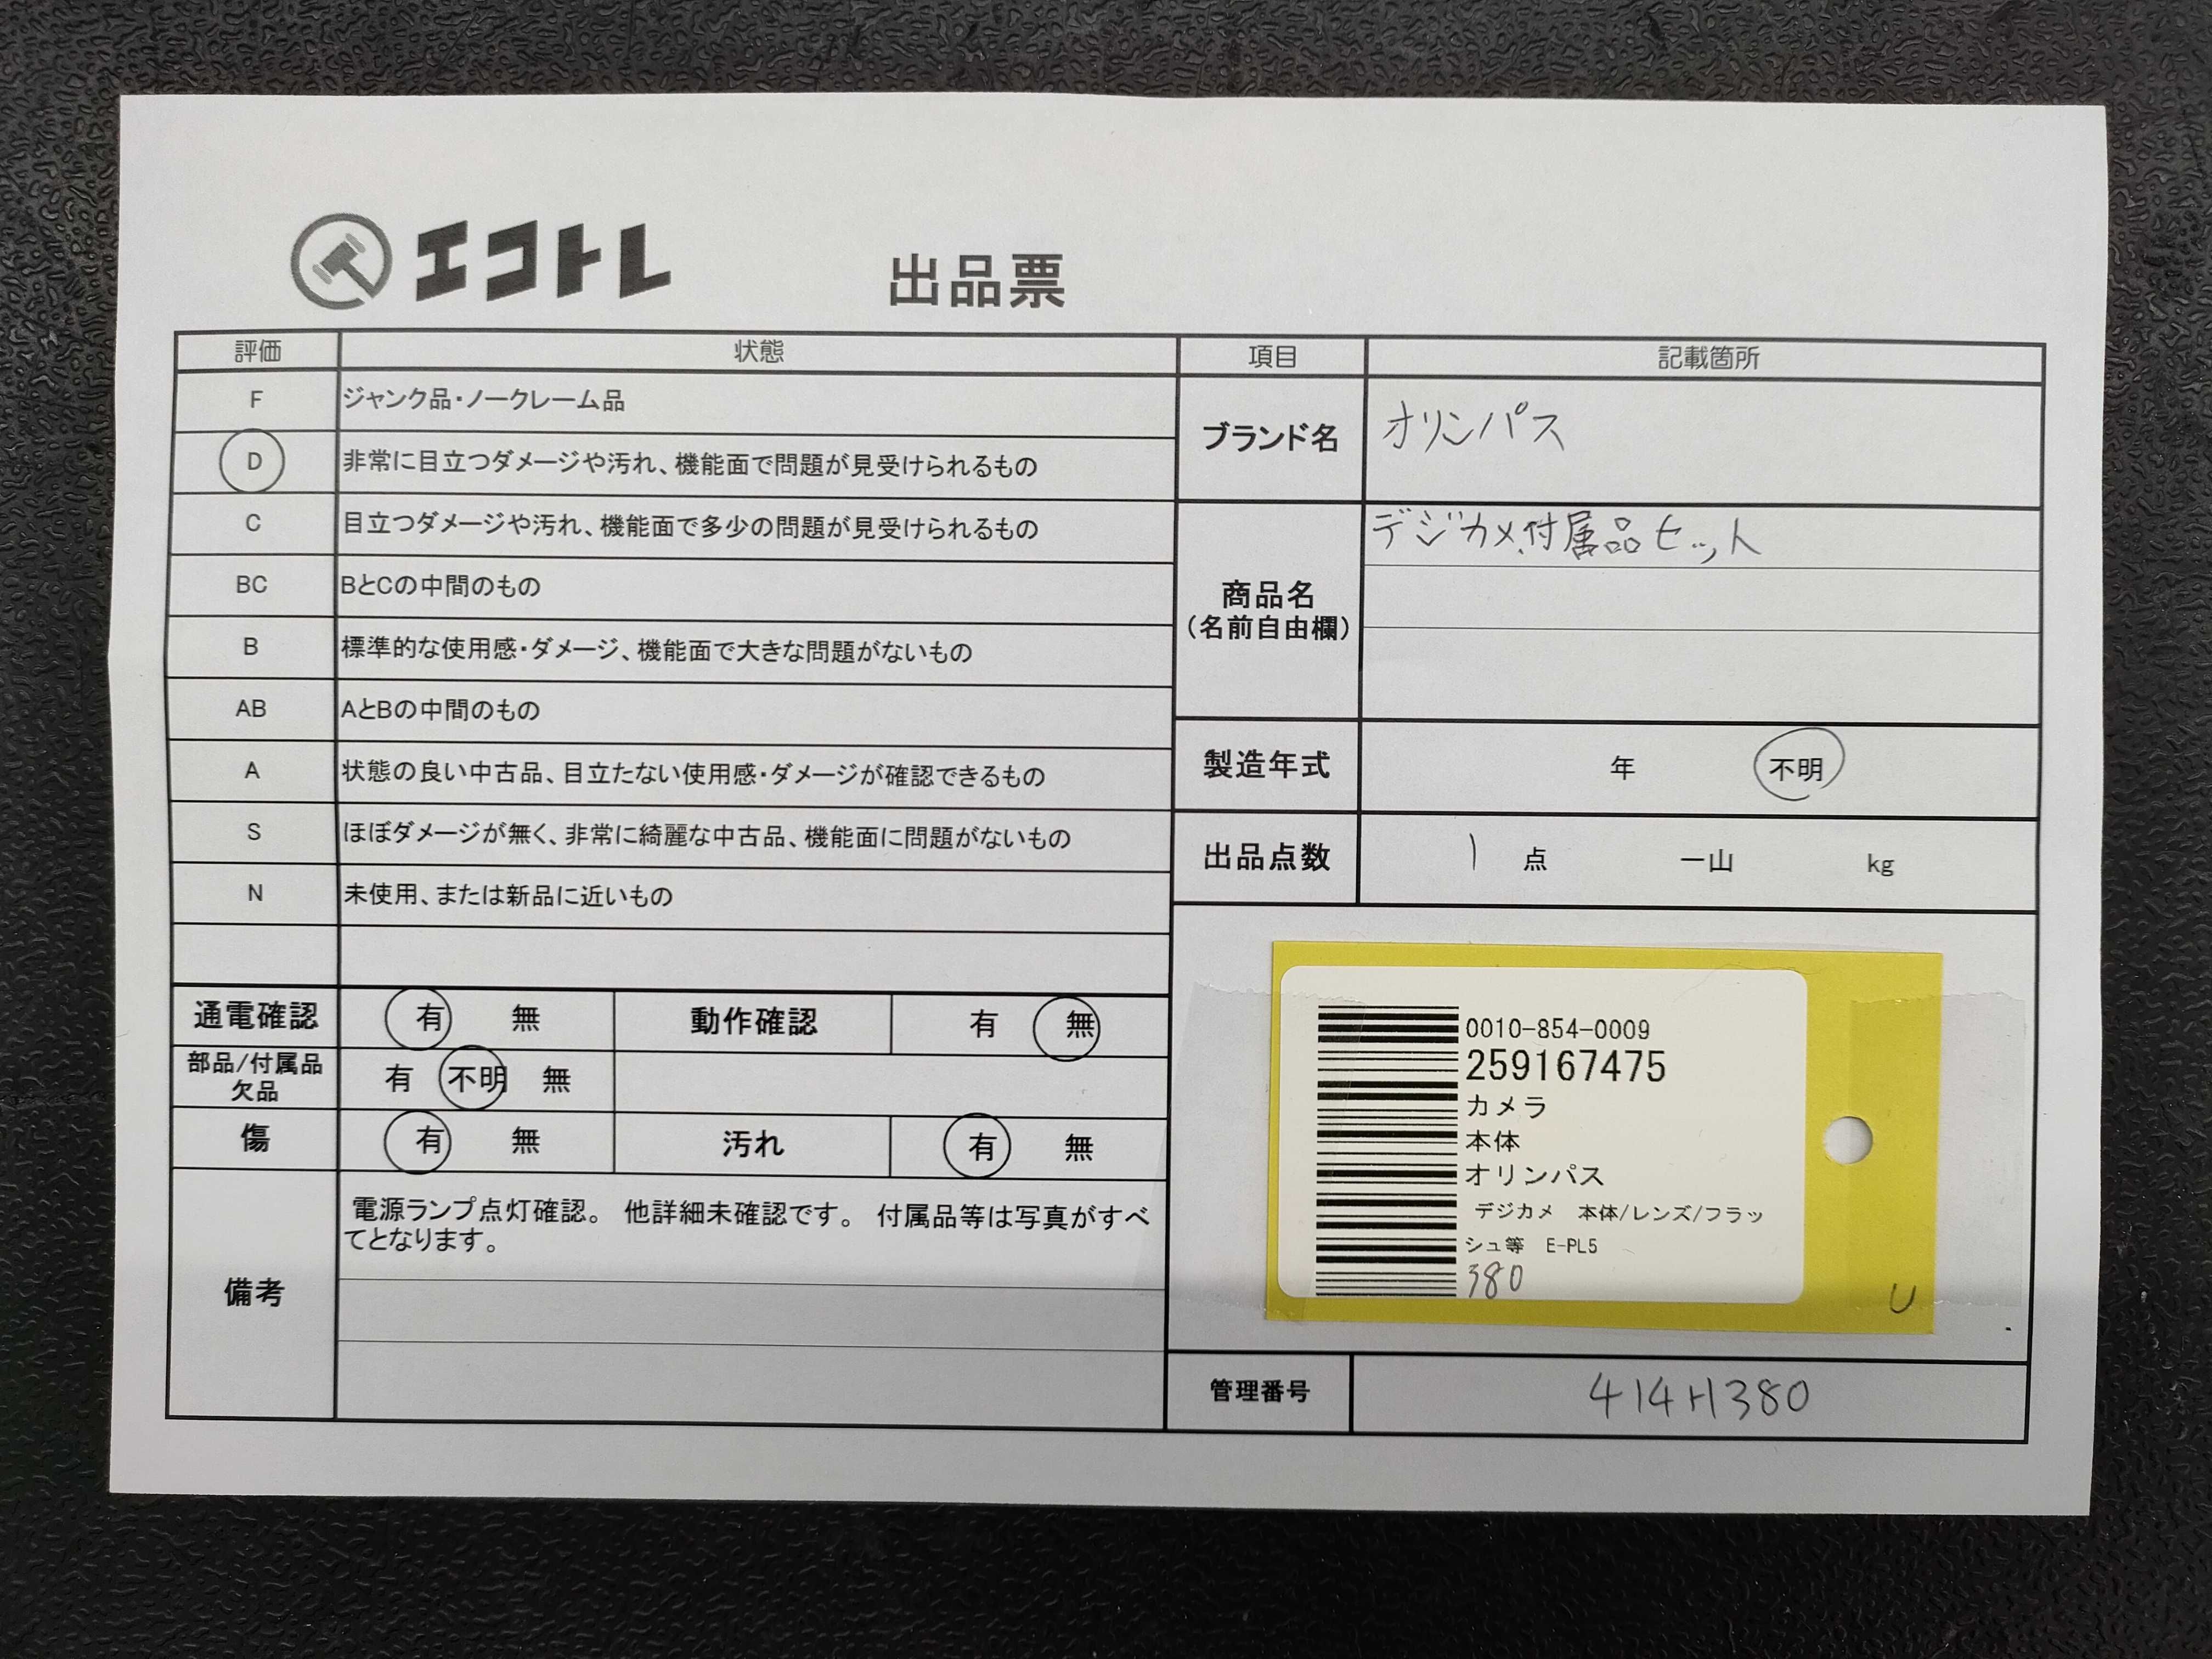 エコトレ
出品票
評価 状態
F ジャンク品・ノークレーム品
D 非常に目立つダメージや汚れ、機能面で問題が見受けられるもの
C 目立つダメージや汚れ、機能面で多少の問題が見受けられるもの
BC BとCの中間のもの
B 標準的な使用感・ダメージ、機能面で大きな問題がないもの
AB AとBの中間のもの
A 状態の良い中古品、目立たない使用感・ダメージが確認できるもの
S ほぼダメージが無く、非常に綺麗な中古品、機能面に問題がないもの
N 未使用、または新品に近いもの
通電確認 有 無 動作確認 有 無
部品/付属品
欠品 有 不明 無
傷 有 無 汚れ 有 無
備考
電源ランプ点灯確認。 他詳細未確認です。 付属品等は写真がすべ
てとなります。
項目 記載箇所
ブランド名 オリンパス
商品名
(名前自由欄)
デジカメ、付属品セット
製造年式 年 不明
出品点数 1 点 一山 kg
0010-854-0009
259167475
カメラ
本体
オリンパス
デジカメ 本体/レンズ/フラッ
シュ等 E-PL5
380
U
管理番号 414H380